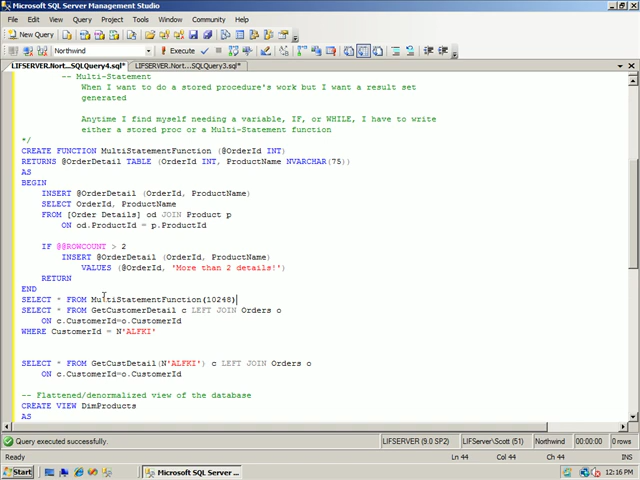 Microsoft SQL Server Management Studio
File Edit View Query Project Tools Window Community Help
New Query
Northwind Execute
LIFSERVER.Nort...SQLQuery4.sql* LIFSERVER.Nort...SQLQuery3.sql*
-- Multi-Statement
When I want to do a stored procedure's work but I want a result set
generated
Anytime I find myself needing a variable, IF, or WHILE, I have to write
either a stored proc or a Multi-Statement function
*/
CREATE FUNCTION MultiStatementFunction (@OrderId INT)
RETURNS @OrderDetail TABLE (OrderId INT, ProductName NVARCHAR(75))
AS
BEGIN
INSERT @OrderDetail (OrderId, ProductName)
SELECT OrderId, ProductName
FROM [Order Details] od JOIN Product p
ON od.ProductId = p.ProductId
IF @@ROWCOUNT > 2
INSERT @OrderDetail (OrderId, ProductName)
VALUES (@OrderId, 'More than 2 details!')
RETURN
END
SELECT * FROM MultiStatementFunction(10248)
SELECT * FROM GetCustomerDetail c LEFT JOIN Orders o
ON c.CustomerId=o.CustomerId
WHERE CustomerId = N'ALFKI'
SELECT * FROM GetCustDetail(N'ALFKI') c LEFT JOIN Orders o
ON c.CustomerId=o.CustomerId
-- Flattened/denormalized view of the database
CREATE VIEW DimProducts
AS
Query executed successfully. LIFSERVER (9.0 SP2) LIFServer\Scott (51) Northwind 00:00:00 0 rows
Ready Ln 44 Col 44 Ch 44 INS
Start Microsoft SQL Server ... 12:16 PM